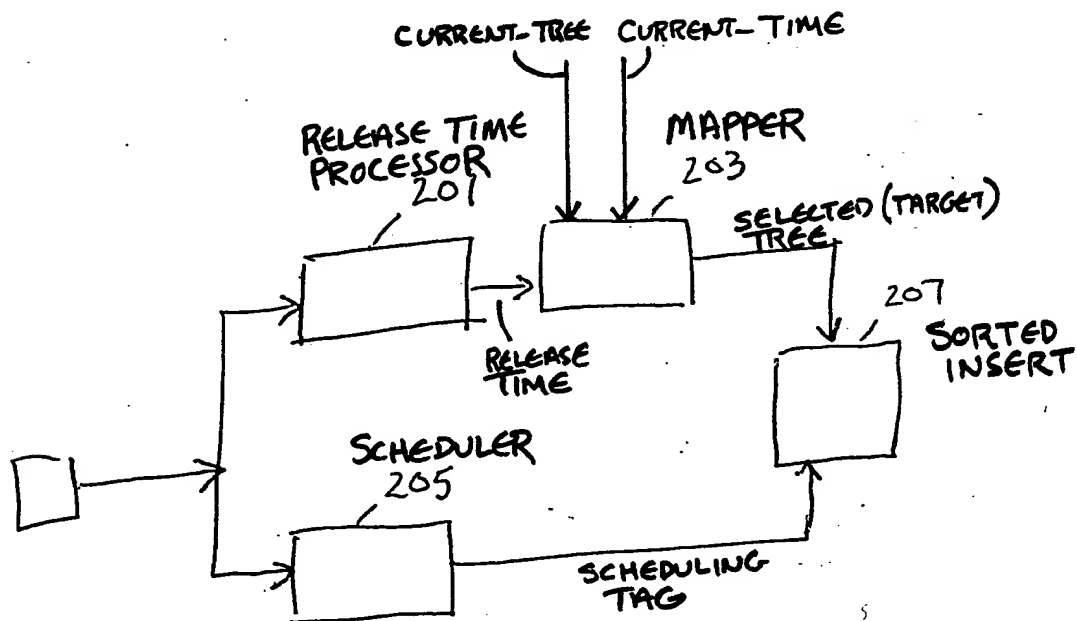 CURRENT-TREE CURRENT-TIME
RELEASE TIME
PROCESSOR
201
MAPPER
203
SELECTED (TARGET)
TREE
RELEASE
TIME
207
SORTED
INSERT
SCHEDULER
205
SCHEDULING
TAG